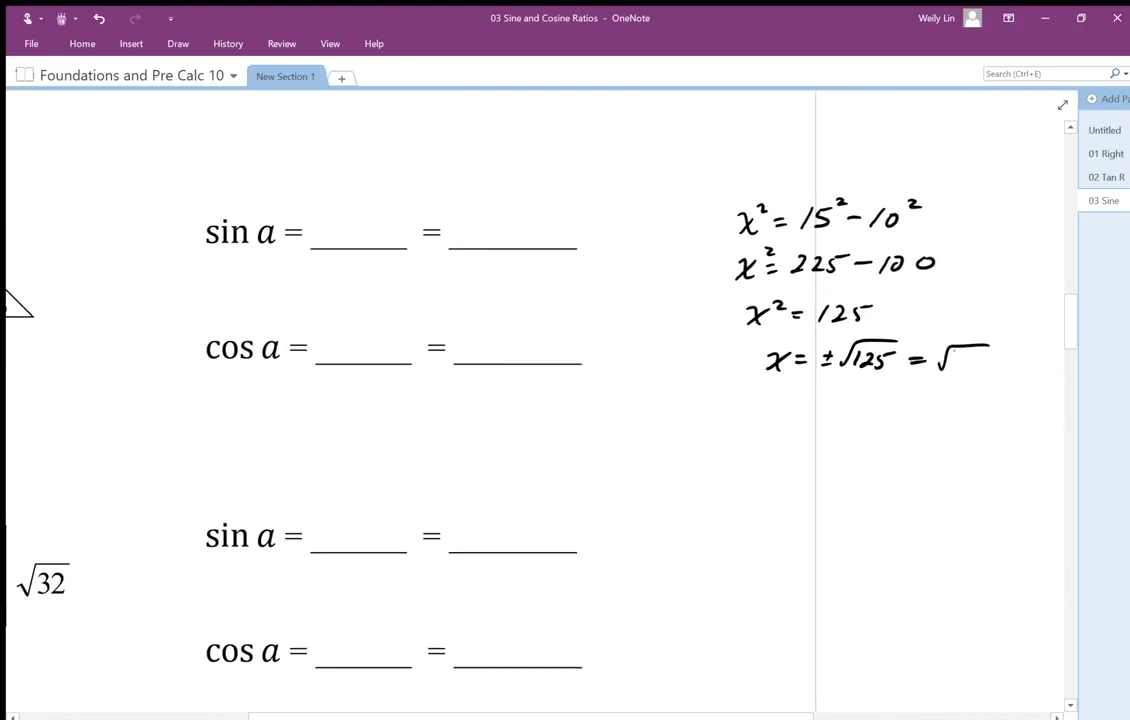 03 Sine and Cosine Ratios - OneNote
Weily Lin
File Home Insert Draw History Review View Help
Foundations and Pre Calc 10
New Section 1
Search (Ctrl+E)
Add Pa
Untitled
01 Right
02 Tan R
03 Sine
sin a = ______ = ________
cos a = ______ = ________
x² = 15² - 10²
x² = 225 - 100
x² = 125
x = ±√125 = √
sin a = ______ = ________
√32
cos a = ______ = ________